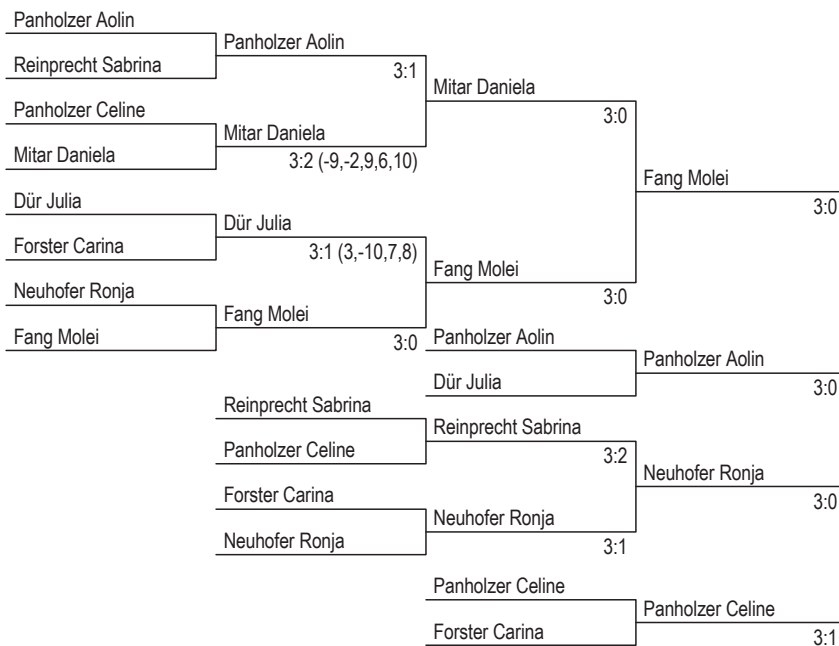 Panholzer Aolin
Reinprecht Sabrina
Panholzer Celine
Mitar Daniela
Dür Julia
Forster Carina
Neuhofer Ronja
Fang Molei
Panholzer Aolin
3:1
Mitar Daniela
3:2 (-9,-2,9,6,10)
Dür Julia
3:1 (3,-10,7,8)
Fang Molei
3:0
Mitar Daniela
3:0
Fang Molei
3:0
Fang Molei
3:0
Panholzer Aolin
Dür Julia
Panholzer Aolin
3:0
Reinprecht Sabrina
Panholzer Celine
Forster Carina
Neuhofer Ronja
Reinprecht Sabrina
3:2
Neuhofer Ronja
3:1
Neuhofer Ronja
3:0
Panholzer Celine
Forster Carina
Panholzer Celine
3:1